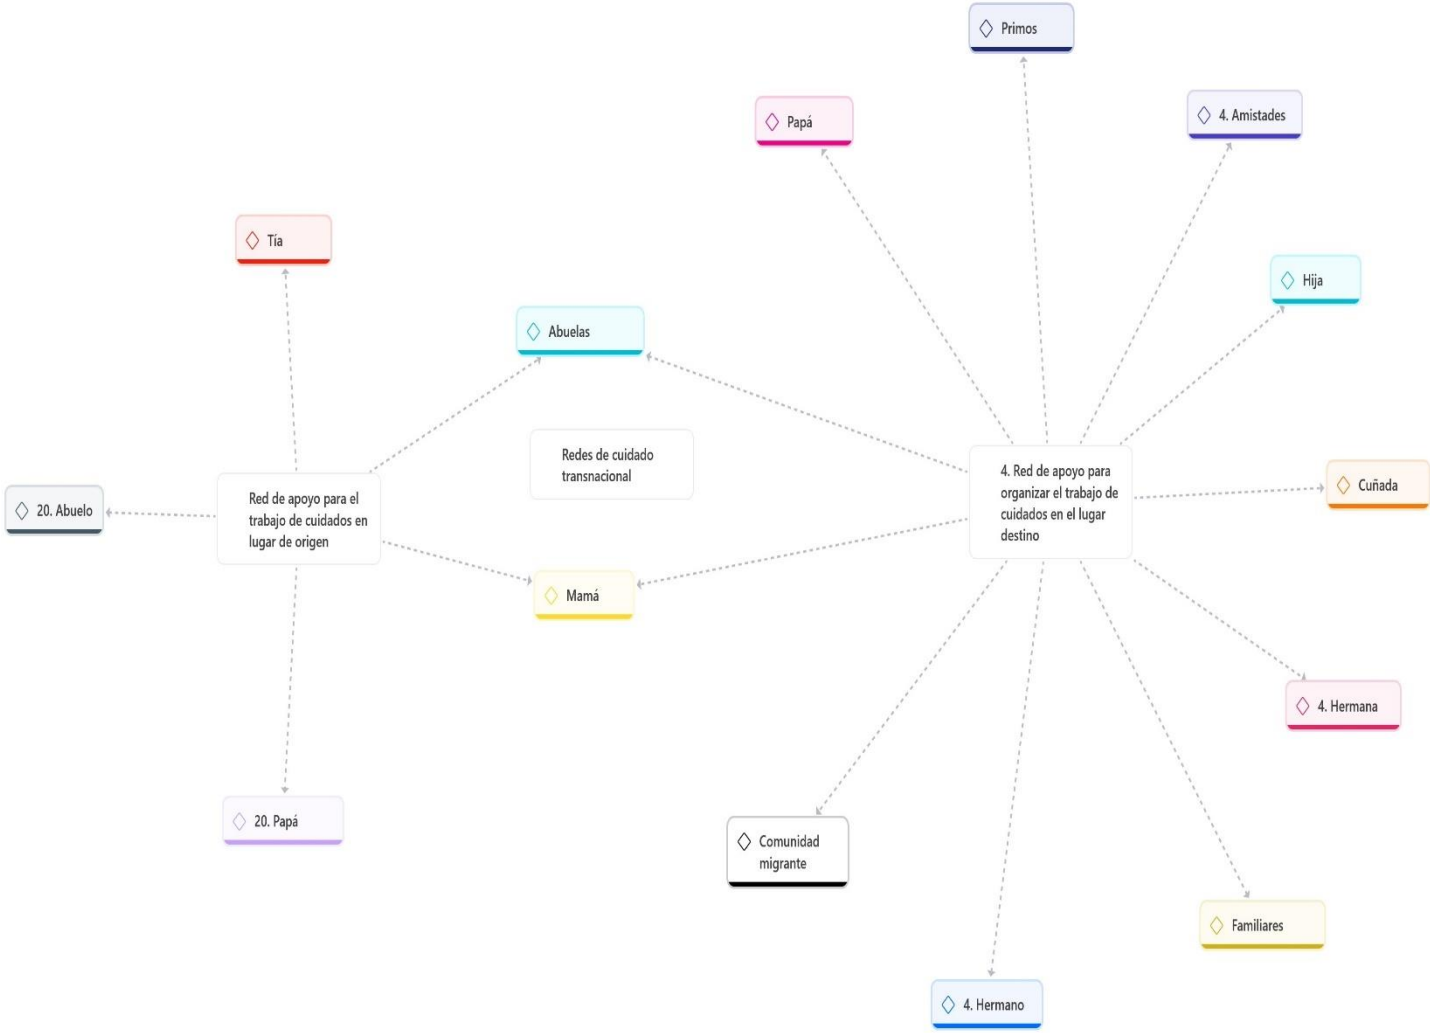 Primos
Papá
4. Amistades
Tía
Hija
Abuelas
Redes de cuidado
transnacional
4. Red de apoyo para
organizar el trabajo de
cuidados en el lugar
destino
Cuñada
Red de apoyo para el
trabajo de cuidados en
lugar de origen
20. Abuelo
Mamá
4. Hermana
20. Papá
Comunidad
migrante
Familiares
4. Hermano